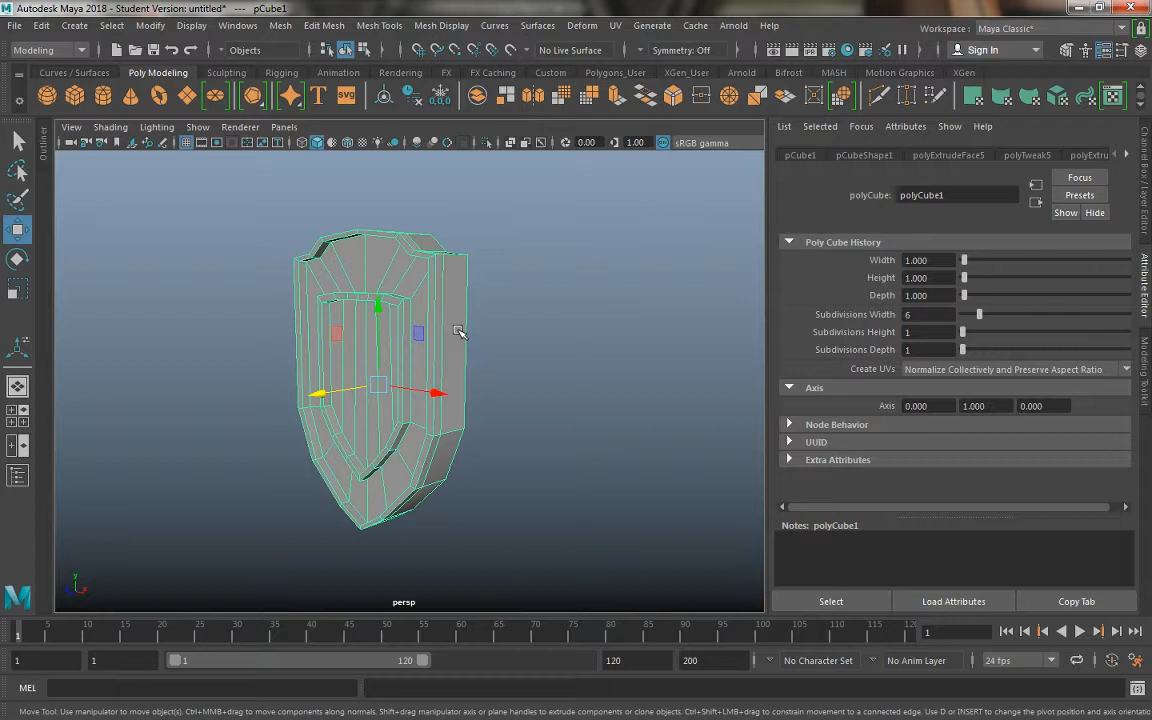 Autodesk Maya 2018 - Student Version: untitled* --- pCube1
File Edit Create Select Modify Display Windows Mesh Edit Mesh Mesh Tools Mesh Display Curves Surfaces Deform UV Generate Cache Arnold Help
Workspace : Maya Classic*
Modeling Objects No Live Surface Symmetry: Off Sign In
Curves / Surfaces Poly Modeling Sculpting Rigging Animation Rendering FX FX Caching Custom Polygons_User XGen_User Arnold Bifrost MASH Motion Graphics XGen
T svg
View Shading Lighting Show Renderer Panels
List Selected Focus Attributes Show Help
0.00 1.00 sRGB gamma
pCube1 pCubeShape1 polyExtrudeFace5 polyTweak5 polyExtru
Focus
polyCube: polyCube1 Presets
Show Hide
Poly Cube History
Width 1.000
Height 1.000
Depth 1.000
Subdivisions Width 6
Subdivisions Height 1
Subdivisions Depth 1
Create UVs Normalize Collectively and Preserve Aspect Ratio
Axis
Axis 0.000 1.000 0.000
Node Behavior
UUID
Extra Attributes
Notes: polyCube1
Select Load Attributes Copy Tab
Outliner
Channel Box / Layer Editor
Attribute Editor
Modeling Toolkit
y
x
persp
M
5 10 15 20 25 30 35 40 45 50 55 60 65 70 75 80 85 90 95 100 105 110 115 120
1 1
1 1 1 120 120 200 No Character Set No Anim Layer 24 fps
MEL
Move Tool: Use manipulator to move object(s). Ctrl+MMB+drag to move components along normals. Shift+drag manipulator axis or plane handles to extrude components or clone objects. Ctrl+Shift+LMB+drag to constrain movement to a connected edge. Use D or INSERT to change the pivot position and axis orientatio